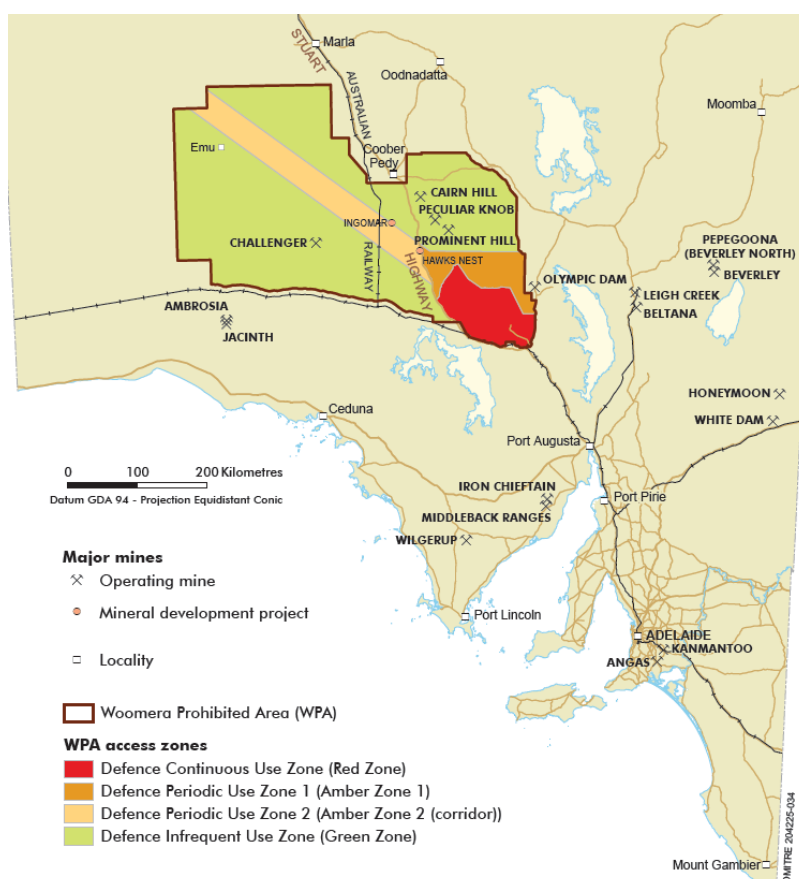 Marla
STUART
Oodnadatta
AUSTRALIAN
Moomba
Emu
Coober
Pedy
CAIRN HILL
PECULIAR KNOB
INGOMAR
PROMINENT HILL
CHALLENGER
RAILWAY
HIGHWAY
HAWKS NEST
PEPEGOONA
(BEVERLEY NORTH)
BEVERLEY
OLYMPIC DAM
LEIGH CREEK
BELTANA
AMBROSIA
JACINTH
HONEYMOON
WHITE DAM
Ceduna
Port Augusta
0 100 200 Kilometres
Datum GDA 94 - Projection Equidistant Conic
IRON CHIEFTAIN
MIDDLEBACK RANGES
Port Pirie
WILGERUP
Port Lincoln
ADELAIDE
KANMANTOO
ANGAS
Major mines
Operating mine
Mineral development project
Locality
Woomera Prohibited Area (WPA)
WPA access zones
Defence Continuous Use Zone (Red Zone)
Defence Periodic Use Zone 1 (Amber Zone 1)
Defence Periodic Use Zone 2 (Amber Zone 2 (corridor))
Defence Infrequent Use Zone (Green Zone)
Mount Gambier
DMITRE 204225-034